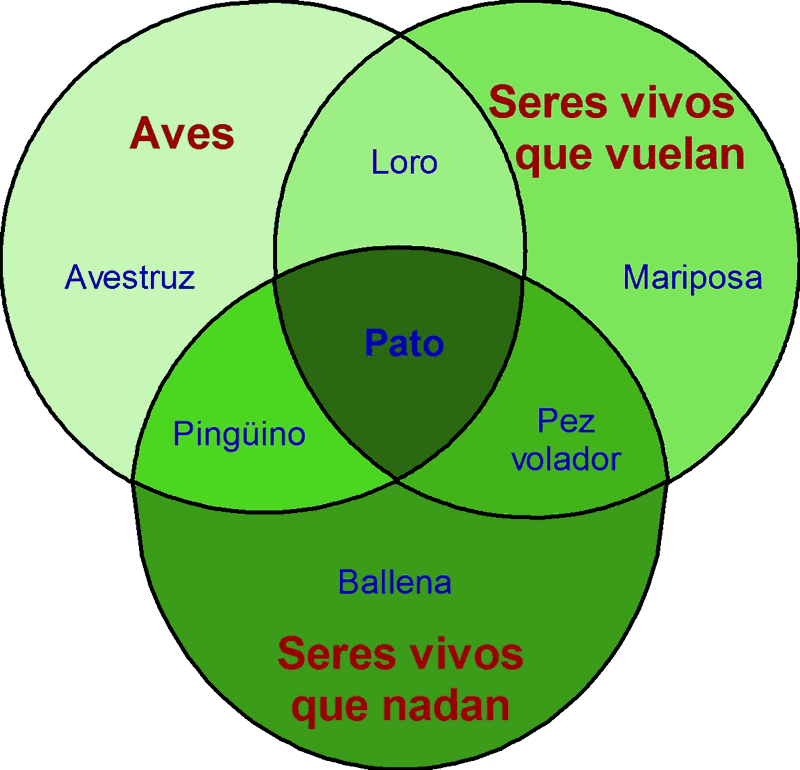 Aves
Seres vivos
que vuelan
Loro
Avestruz
Mariposa
Pato
Pingüino
Pez
volador
Ballena
Seres vivos
que nadan